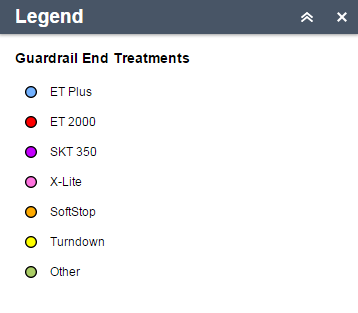 Legend
Guardrail End Treatments
ET Plus
ET 2000
SKT 350
X-Lite
SoftStop
Turndown
Other